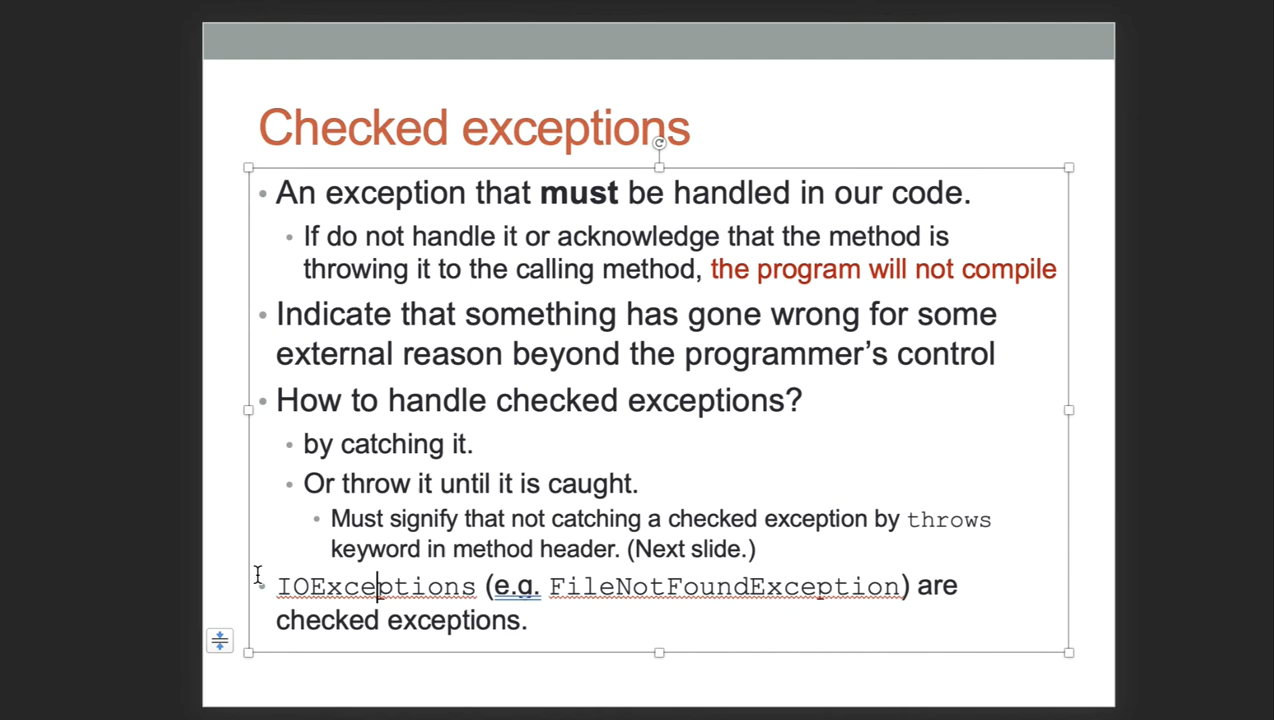 Checked exceptions
• An exception that must be handled in our code.
• If do not handle it or acknowledge that the method is
throwing it to the calling method, the program will not compile
• Indicate that something has gone wrong for some
external reason beyond the programmer’s control
• How to handle checked exceptions?
• by catching it.
• Or throw it until it is caught.
• Must signify that not catching a checked exception by throws
keyword in method header. (Next slide.)
• IOExceptions (e.g. FileNotFoundException) are
checked exceptions.